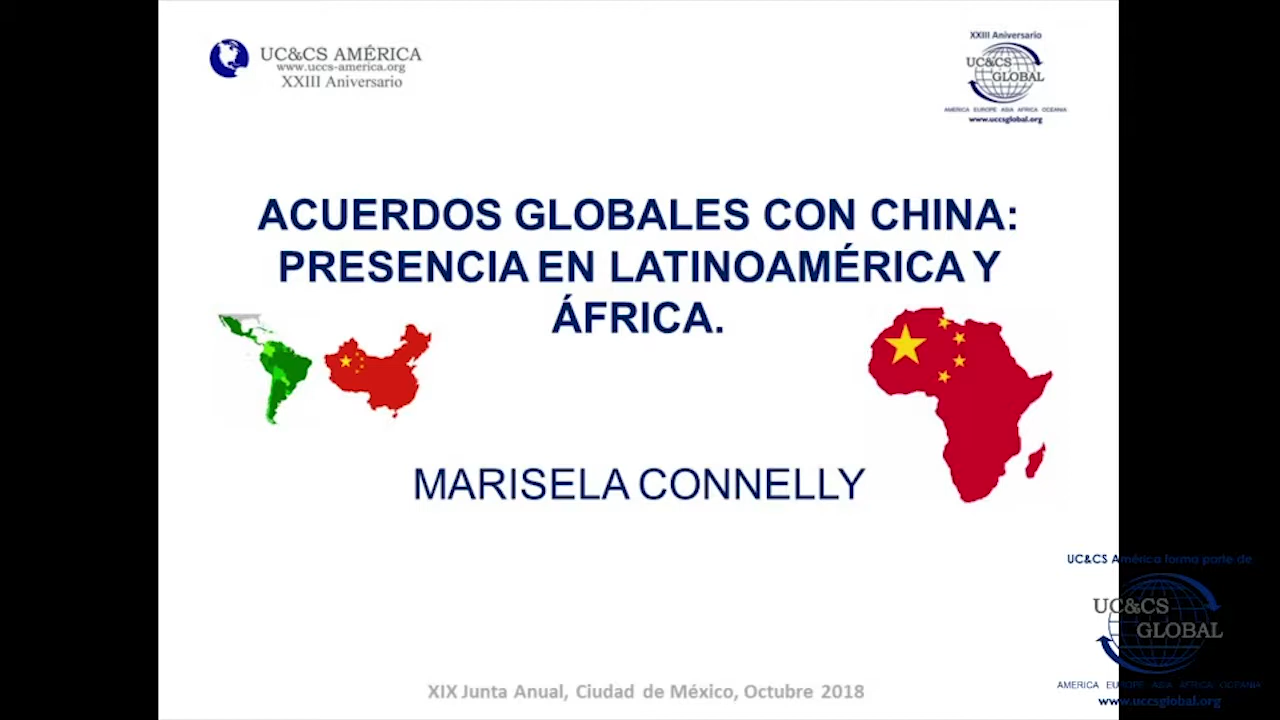 UC&CS AMÉRICA
www.uccs-america.org
XXIII Aniversario
XXIII Aniversario
UC&CS
GLOBAL
AMERICA EUROPE ASIA AFRICA OCEANIA
www.uccsglobal.org
ACUERDOS GLOBALES CON CHINA:
PRESENCIA EN LATINOAMÉRICA Y
ÁFRICA.
MARISELA CONNELLY
UC&CS América forma parte de
UC&CS
GLOBAL
AMERICA EUROPE ASIA AFRICA OCEANIA
www.uccsglobal.org
XIX Junta Anual, Ciudad de México, Octubre 2018